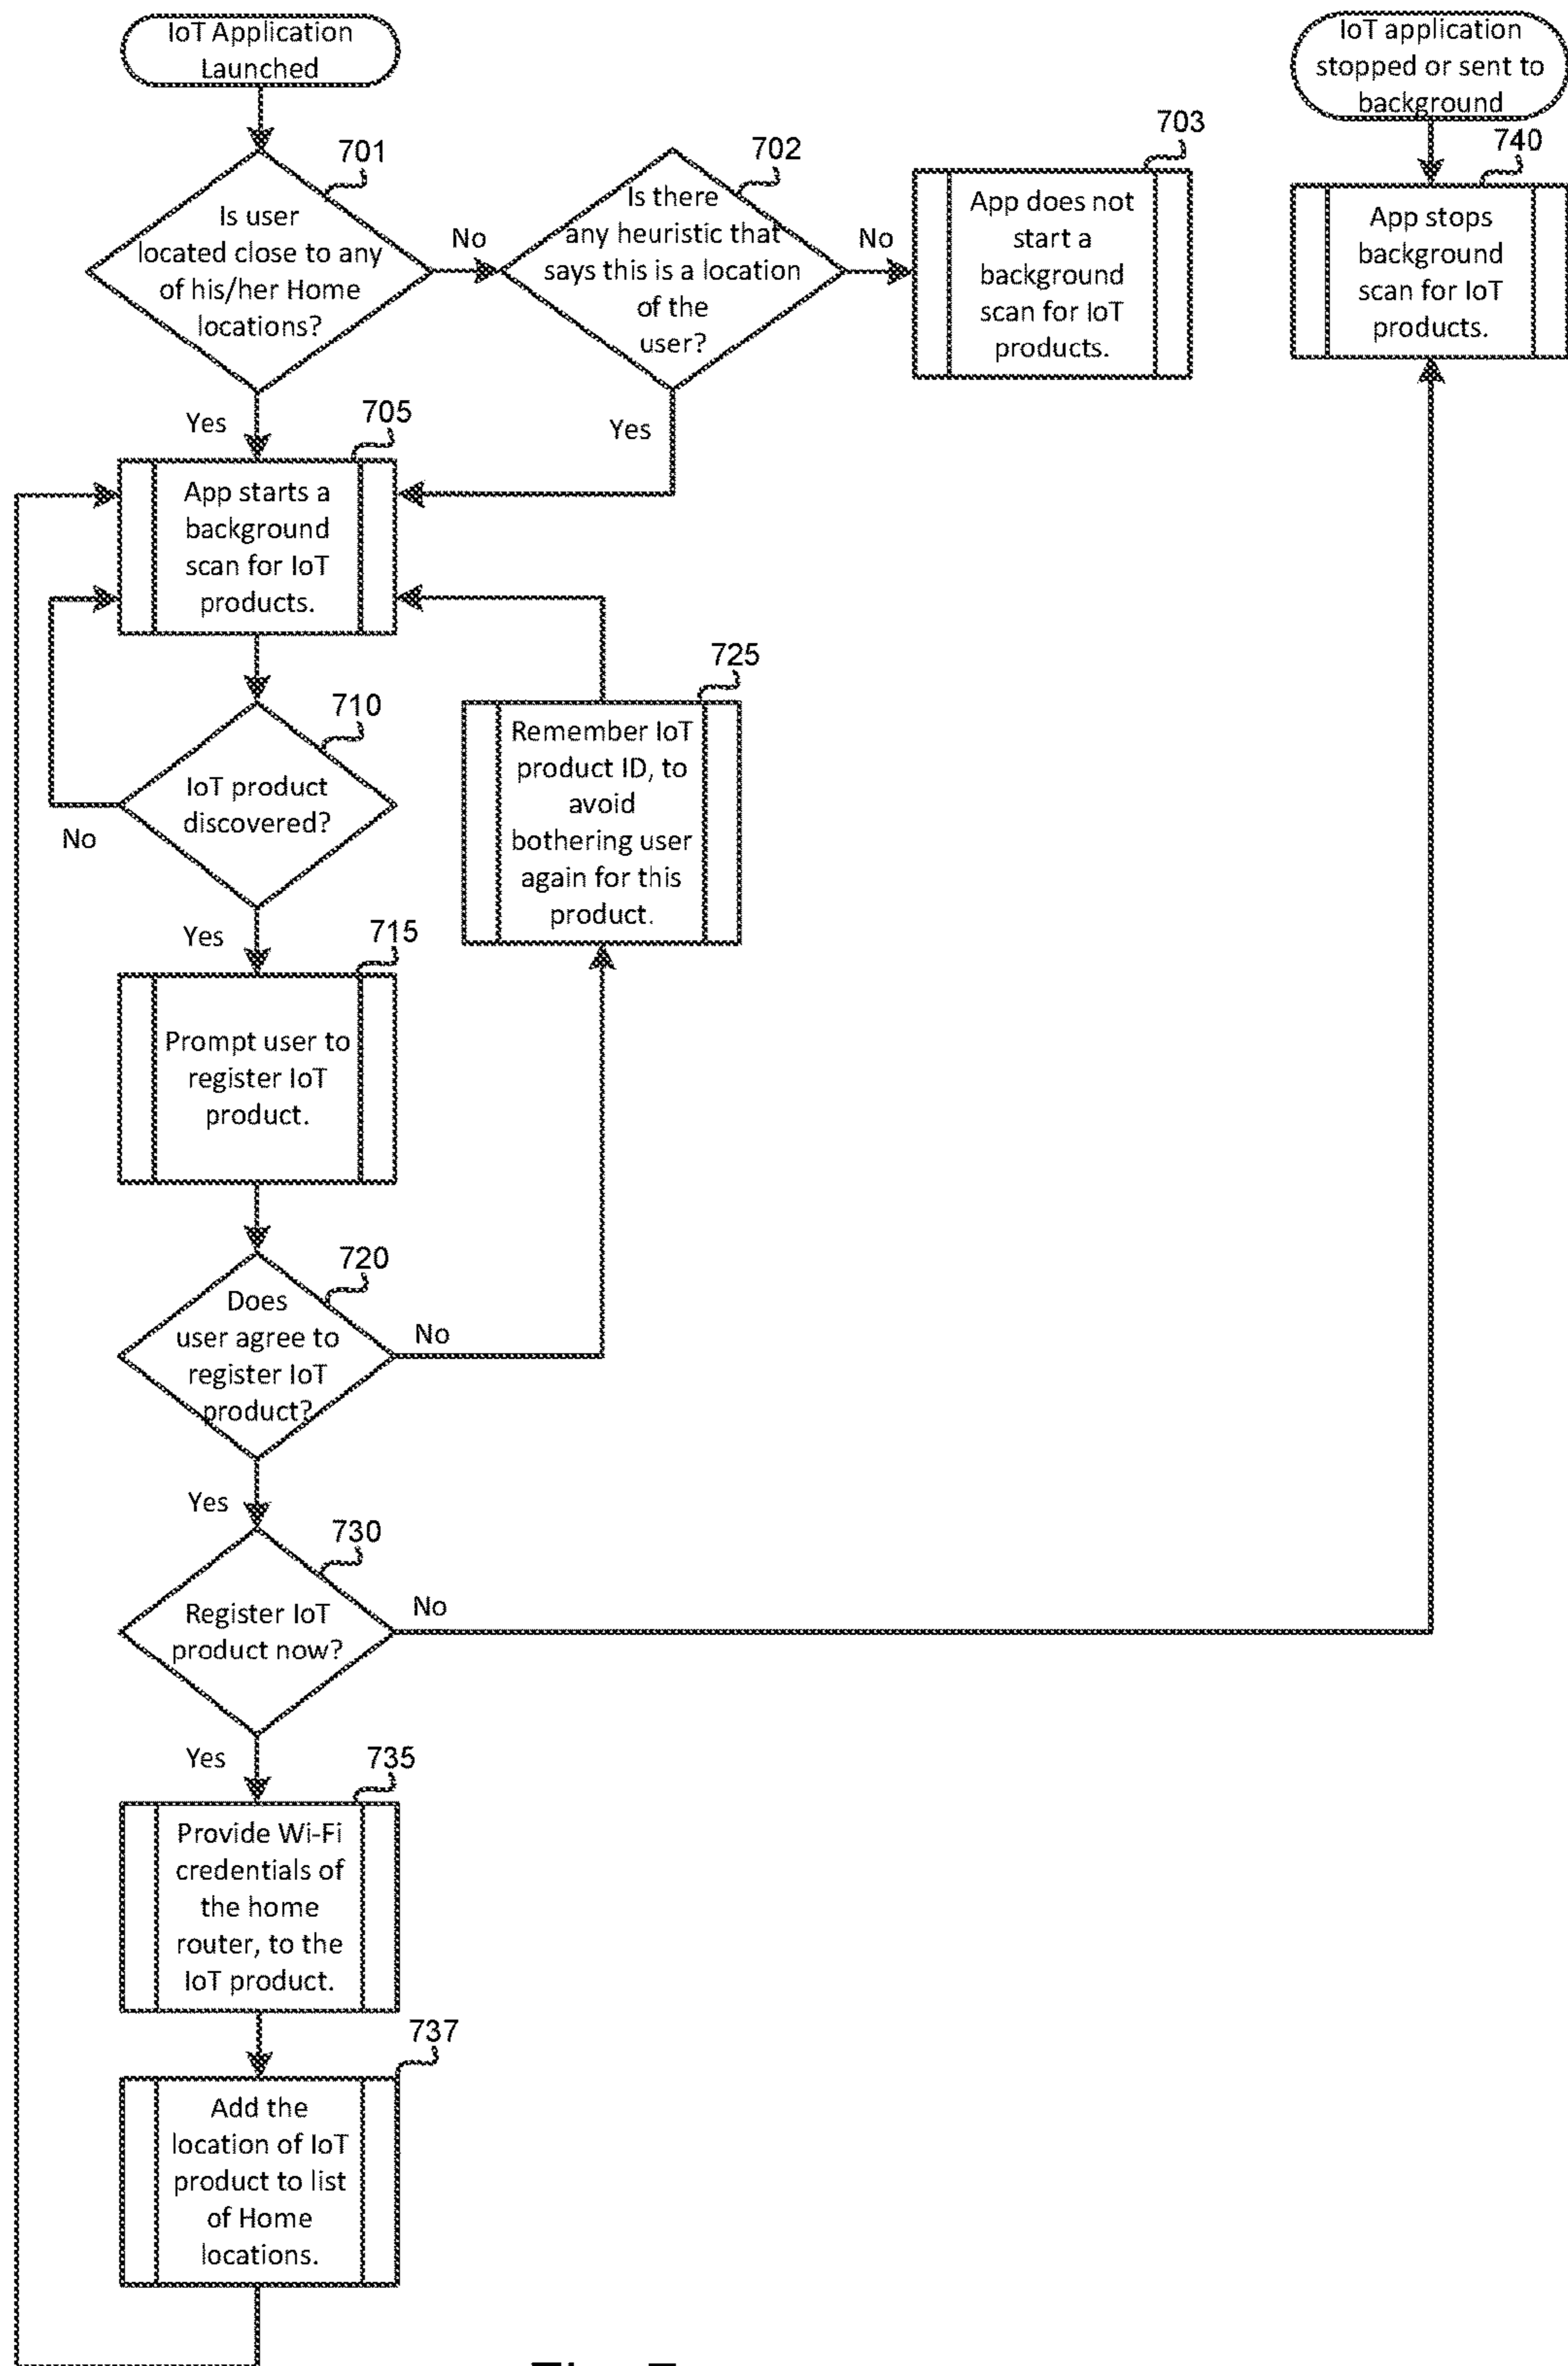 IoT Application
Launched
IoT application
stopped or sent to
background
701
Is user
located close to any
of his/her Home
locations?
No
702
Is there
any heuristic that
says this is a location
of the
user?
No
703
App does not
start a
background
scan for IoT
products.
740
App stops
background
scan for IoT
products.
Yes
Yes
705
App starts a
background
scan for IoT
products.
710
IoT product
discovered?
No
725
Remember IoT
product ID, to
avoid
bothering user
again for this
product.
Yes
715
Prompt user to
register IoT
product.
720
Does
user agree to
register IoT
product?
No
Yes
730
Register IoT
product now?
No
Yes
735
Provide Wi-Fi
credentials of
the home
router, to the
IoT product.
737
Add the
location of IoT
product to list
of Home
locations.